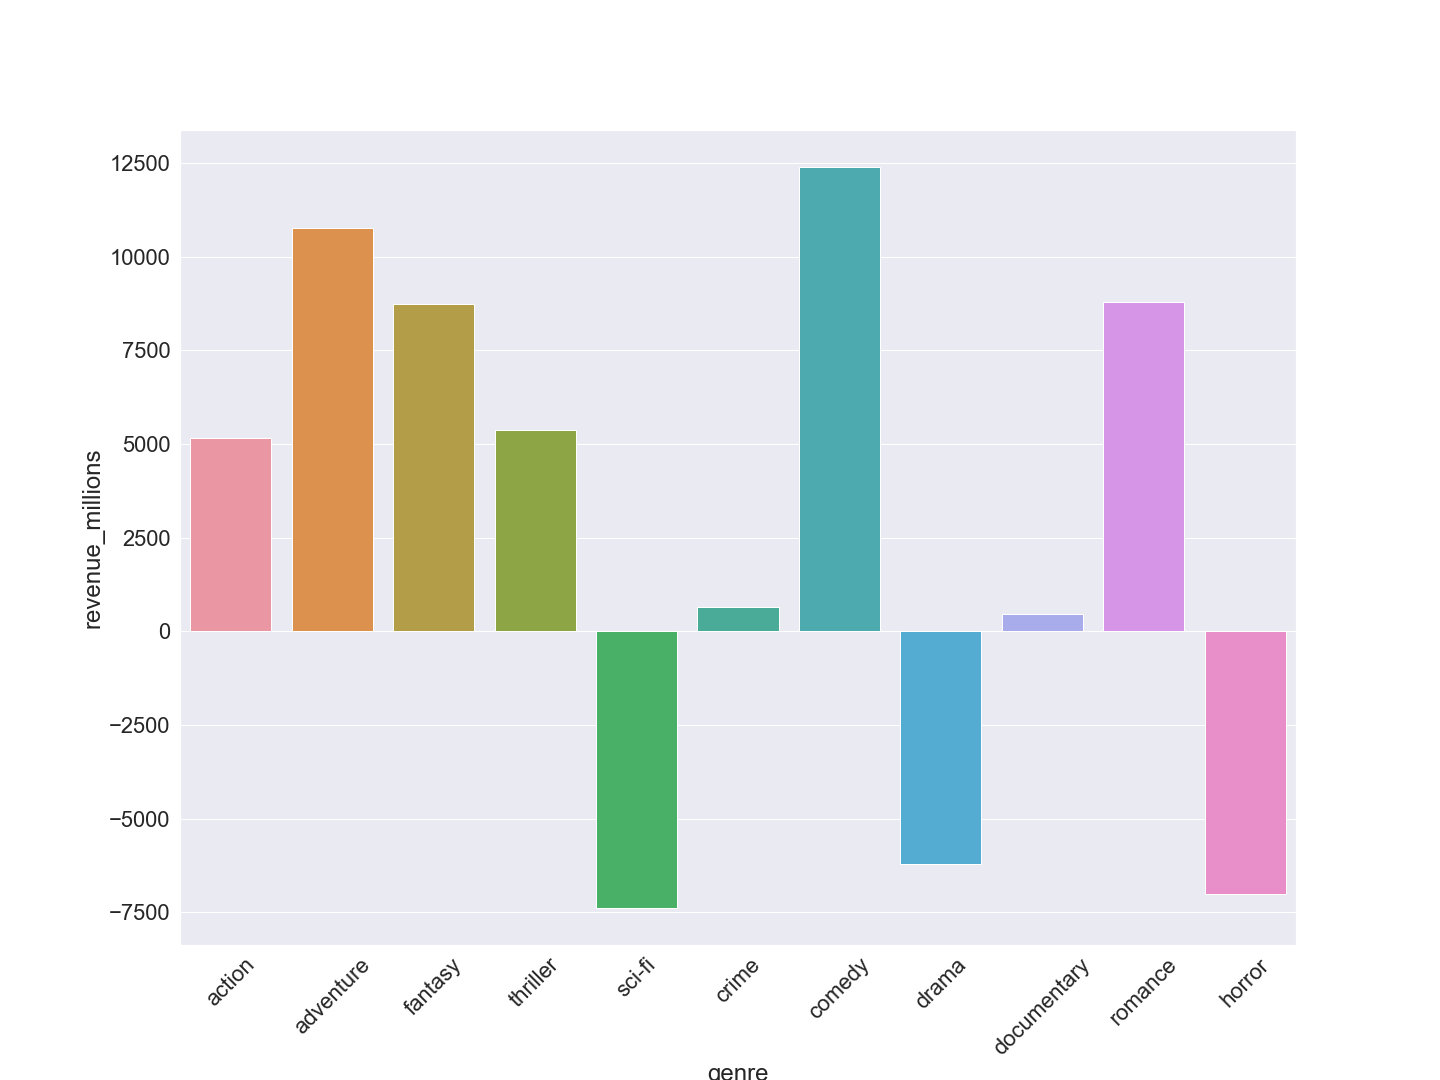 revenue_millions
12500
10000
7500
5000
2500
0
−2500
−5000
−7500
action
adventure
fantasy
thriller
sci-fi
crime
comedy
drama
documentary
romance
horror
genre